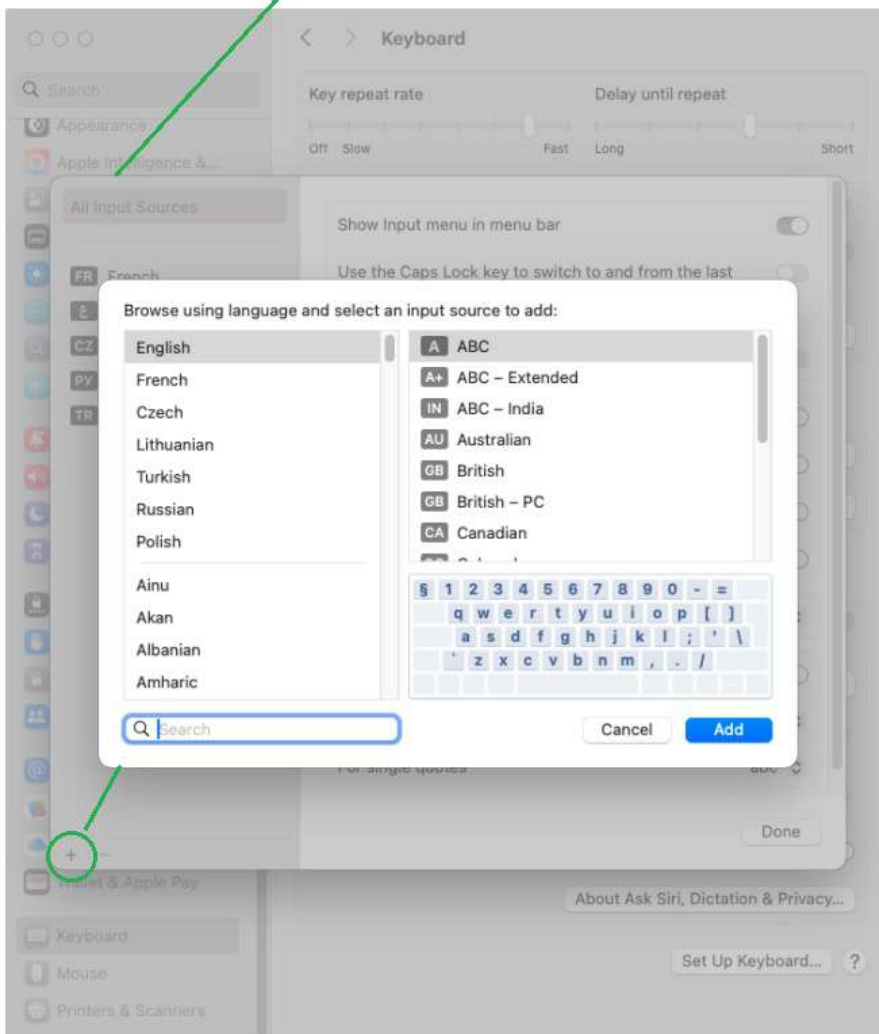 Keyboard
Search
Key repeat rate
Delay until repeat
Off Slow Fast Long Short
Appearance
Apple Intelligence &...
All Input Sources
Show Input menu in menu bar
Use the Caps Lock key to switch to and from the last
FR French
ع
CZ
РУ
TR
Browse using language and select an input source to add:
English
French
Czech
Lithuanian
Turkish
Russian
Polish
Ainu
Akan
Albanian
Amharic
A ABC
A+ ABC – Extended
IN ABC – India
AU Australian
GB British
GB British – PC
CA Canadian
§ 1 2 3 4 5 6 7 8 9 0 - =
q w e r t y u i o p [ ]
a s d f g h j k l ; ' \
` z x c v b n m , . /
Search
Cancel
Add
For single quotes
abc
Done
+ –
Wallet & Apple Pay
About Ask Siri, Dictation & Privacy...
Keyboard
Set Up Keyboard... ?
Mouse
Printers & Scanners